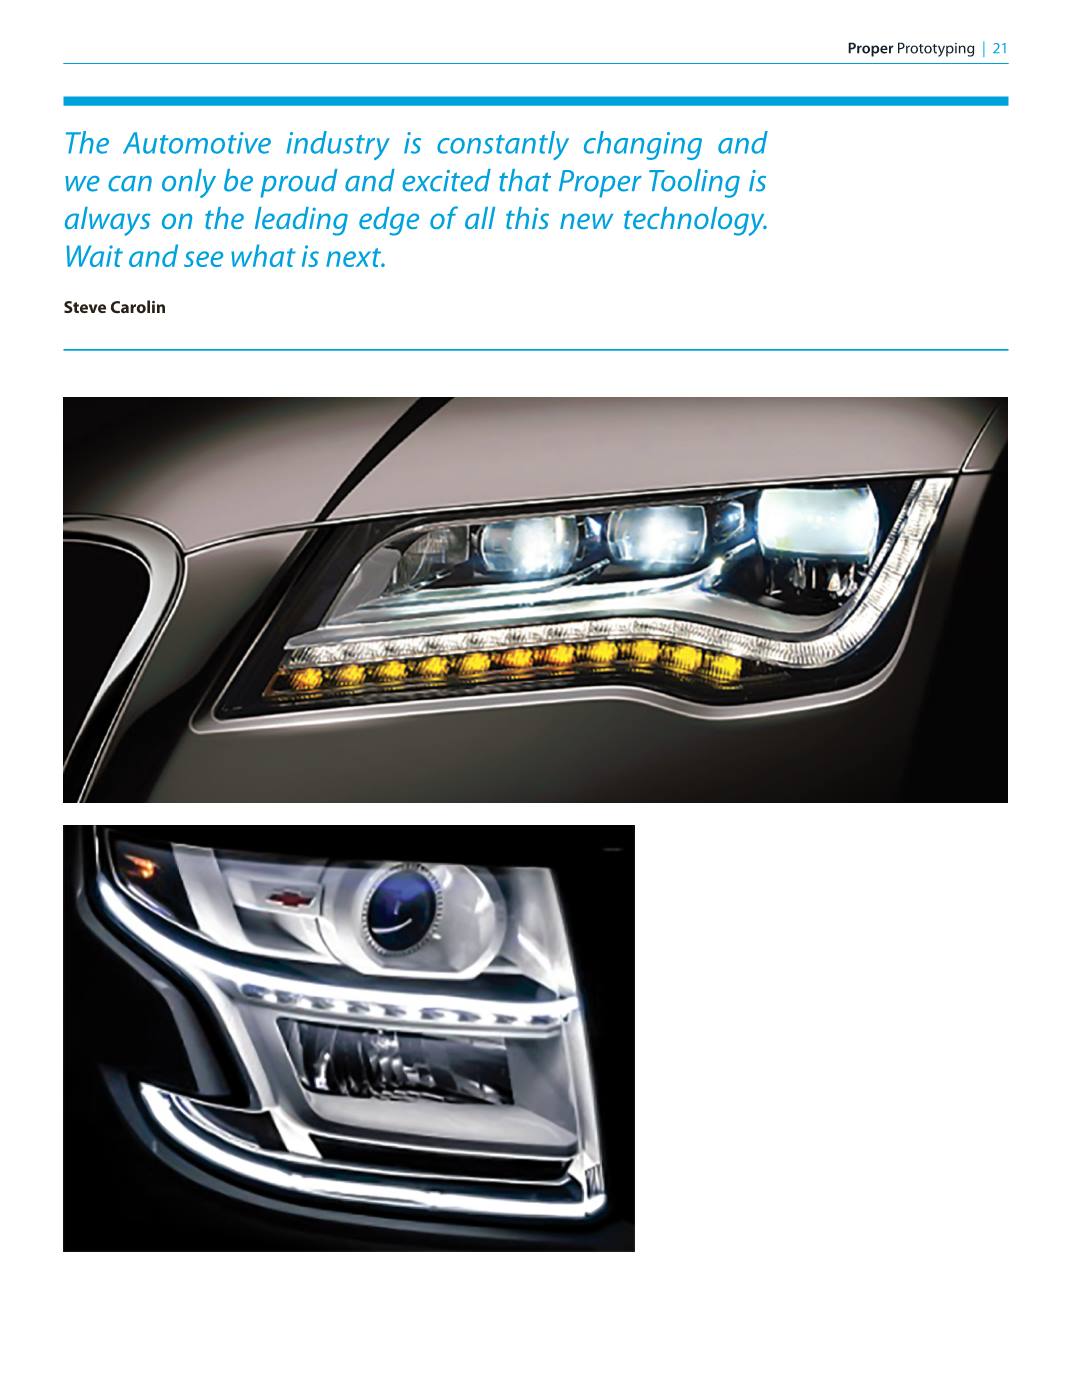 Proper Prototyping | 21
The Automotive industry is constantly changing and
we can only be proud and excited that Proper Tooling is
always on the leading edge of all this new technology.
Wait and see what is next.
Steve Carolin